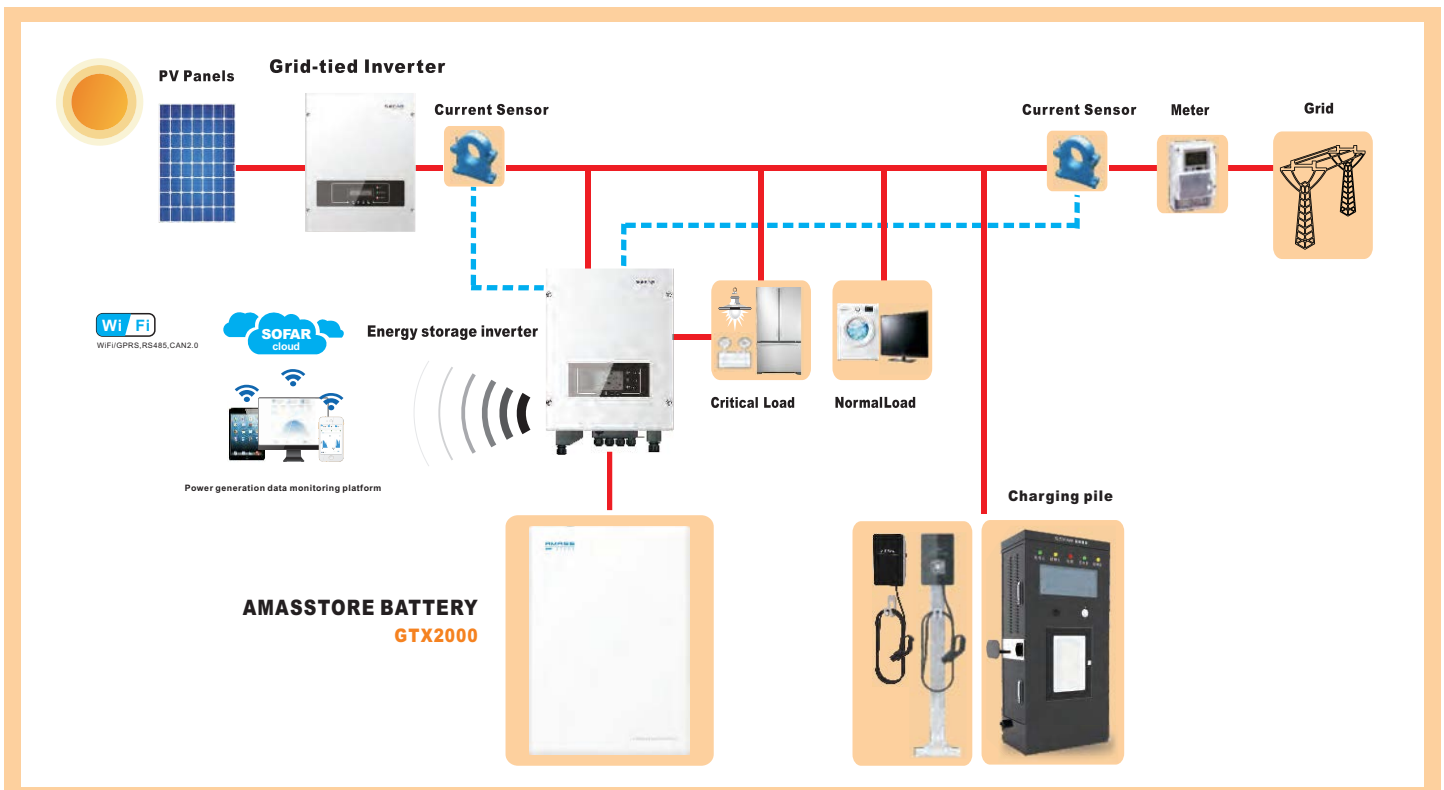 PV Panels
Grid-tied Inverter
Current Sensor
Current Sensor
Meter
Grid
Wi Fi
WiFi/GPRS,RS485,CAN2.0
SOFAR
cloud
Energy storage inverter
Critical Load
NormalLoad
Power generation data monitoring platform
Charging pile
AMASSTORE BATTERY
GTX2000